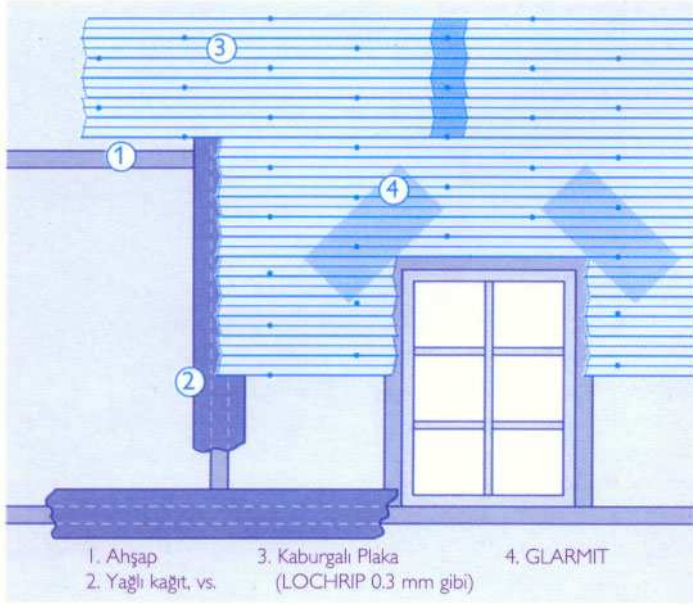 3
1
4
2
1. Ahşap
2. Yağlı kağıt, vs.
3. Kaburgalı Plaka
(LOCHRIP 0.3 mm gibi)
4. GLARMIT